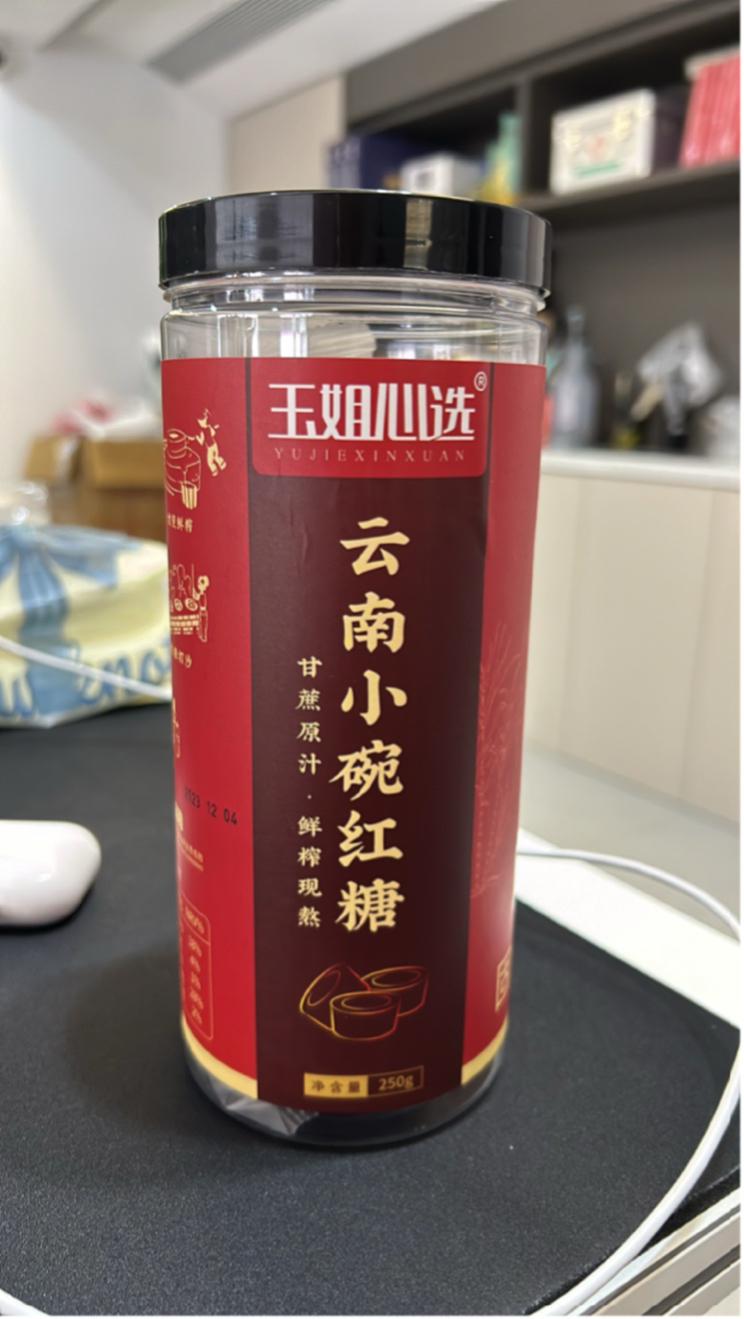 玉姐心选®
YUJIEXINXUAN
云南小碗红糖
甘蔗原汁·鲜榨现熬
净含量 250g
2023 12 04